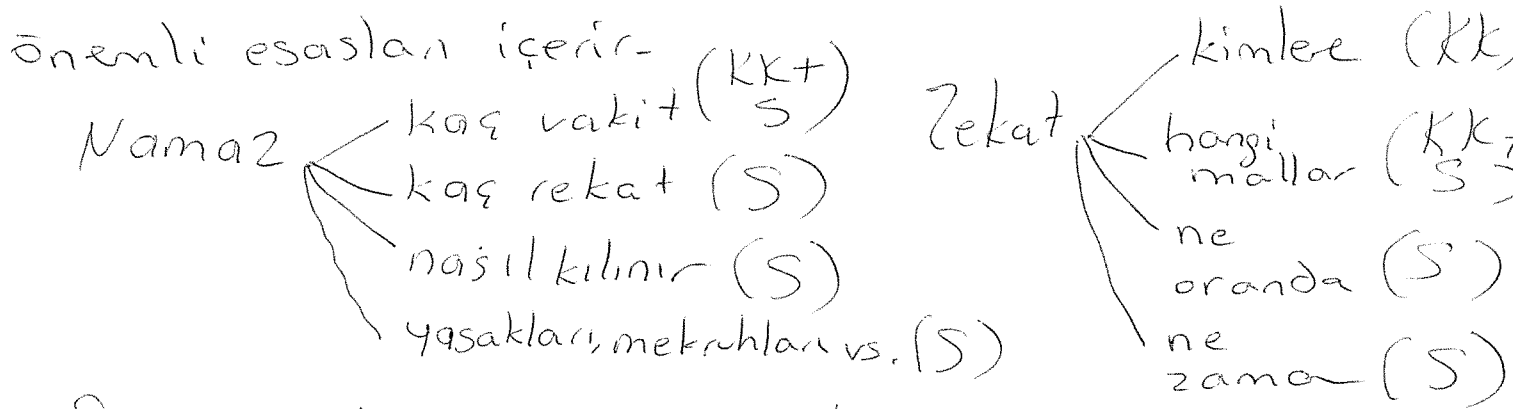 önemli esasları içerir-
Namaz
kaç vakit (KK+
S)
kaç rekat (S)
nasıl kılınır (S)
yasakları, mekruhları vs. (S)
Zekat
kimlere (KK,
hangi
mallar (KK+
S)
ne
oranda (S)
ne
zaman (S)